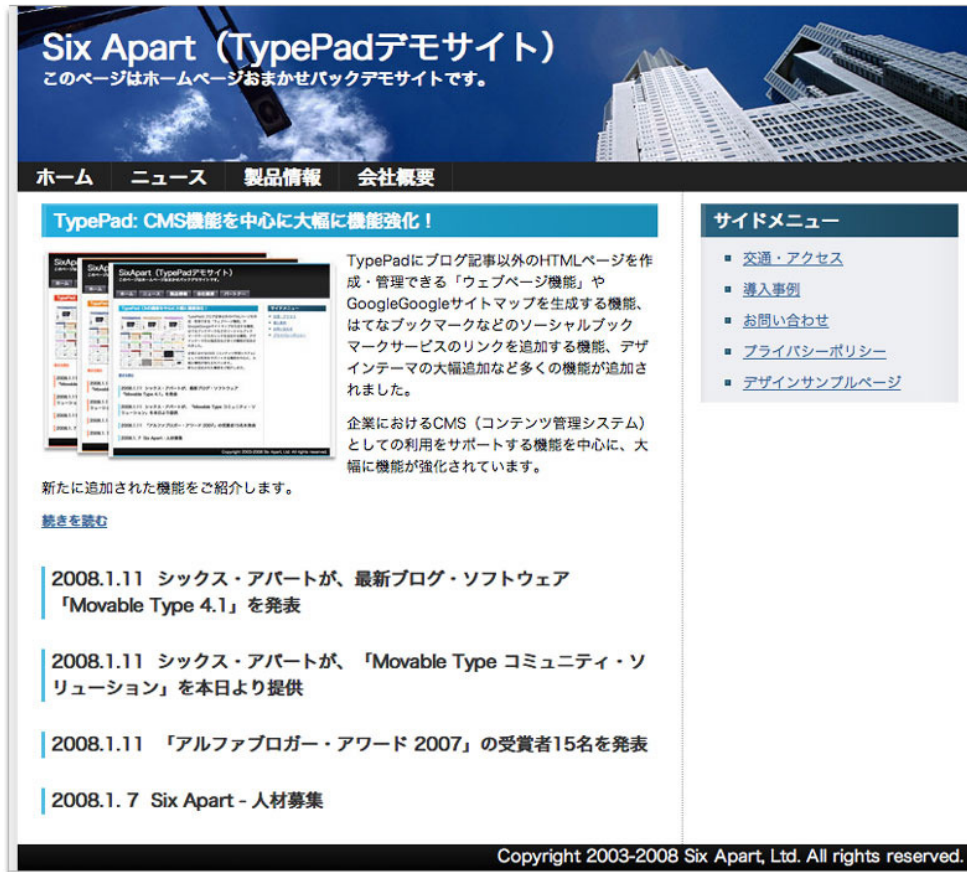 Six Apart（TypePadデモサイト）
このページはホームページおまかせパックデモサイトです。
ホーム ニュース 製品情報 会社概要
TypePad: CMS機能を中心に大幅に機能強化！
TypePadにブログ記事以外のHTMLページを作
成・管理できる「ウェブページ機能」や
GoogleGoogleサイトマップを生成する機能、
はてなブックマークなどのソーシャルブック
マークサービスのリンクを追加する機能、デザ
インテーマの大幅追加など多くの機能が追加さ
れました。
企業におけるCMS（コンテンツ管理システム）
としての利用をサポートする機能を中心に、大
幅に機能が強化されています。
新たに追加された機能をご紹介します。
続きを読む
2008.1.11 シックス・アパートが、最新ブログ・ソフトウェア
「Movable Type 4.1」を発表
2008.1.11 シックス・アパートが、「Movable Type コミュニティ・ソ
リューション」を本日より提供
2008.1.11 「アルファブロガー・アワード 2007」の受賞者15名を発表
2008.1. 7 Six Apart - 人材募集
サイドメニュー
交通・アクセス
導入事例
お問い合わせ
プライバシーポリシー
デザインサンプルページ
Copyright 2003-2008 Six Apart, Ltd. All rights reserved.